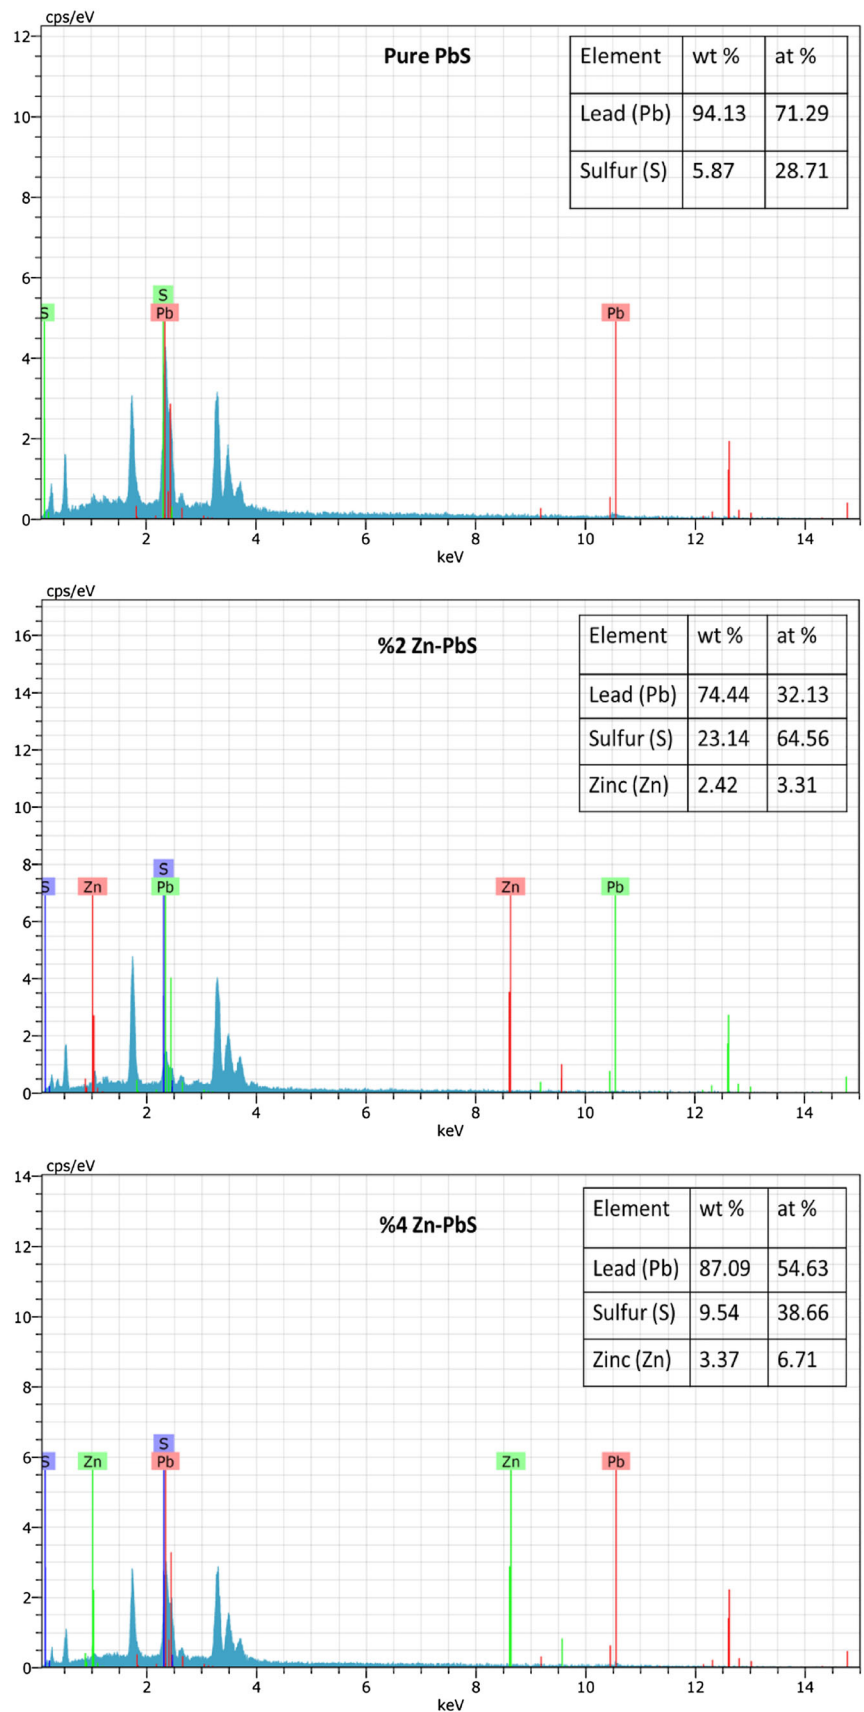 cps/eV
Pure PbS
Element wt % at %
Lead (Pb) 94.13 71.29
Sulfur (S) 5.87 28.71
12
10
8
6
4
2
0
S
S
Pb
Pb
2 4 6 8 10 12 14
keV
cps/eV
%2 Zn-PbS
Element wt % at %
Lead (Pb) 74.44 32.13
Sulfur (S) 23.14 64.56
Zinc (Zn) 2.42 3.31
16
14
12
10
8
6
4
2
0
S
S Zn Pb Zn Pb
2 4 6 8 10 12 14
keV
cps/eV
%4 Zn-PbS
Element wt % at %
Lead (Pb) 87.09 54.63
Sulfur (S) 9.54 38.66
Zinc (Zn) 3.37 6.71
14
12
10
8
6
4
2
0
S
S Zn Pb Zn Pb
2 4 6 8 10 12 14
keV